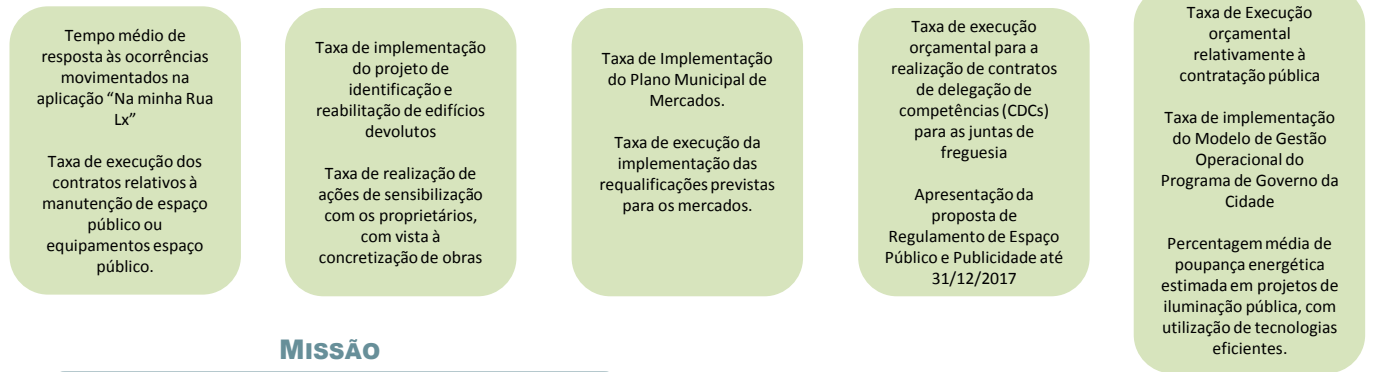 Tempo médio de
resposta às ocorrências
movimentados na
aplicação “Na minha Rua
Lx”
Taxa de execução dos
contratos relativos à
manutenção de espaço
público ou
equipamentos espaço
público.
Taxa de implementação
do projeto de
identificação e
reabilitação de edifícios
devolutos
Taxa de realização de
ações de sensibilização
com os proprietários,
com vista à
concretização de obras
Taxa de Implementação
do Plano Municipal de
Mercados.
Taxa de execução da
implementação das
requalificações previstas
para os mercados.
Taxa de execução
orçamental para a
realização de contratos
de delegação de
competências (CDCs)
para as juntas de
freguesia
Apresentação da
proposta de
Regulamento de Espaço
Público e Publicidade até
31/12/2017
Taxa de Execução
orçamental
relativamente à
contratação pública
Taxa de implementação
do Modelo de Gestão
Operacional do
Programa de Governo da
Cidade
Percentagem média de
poupança energética
estimada em projetos de
iluminação pública, com
utilização de tecnologias
eficientes.
MISSÃO